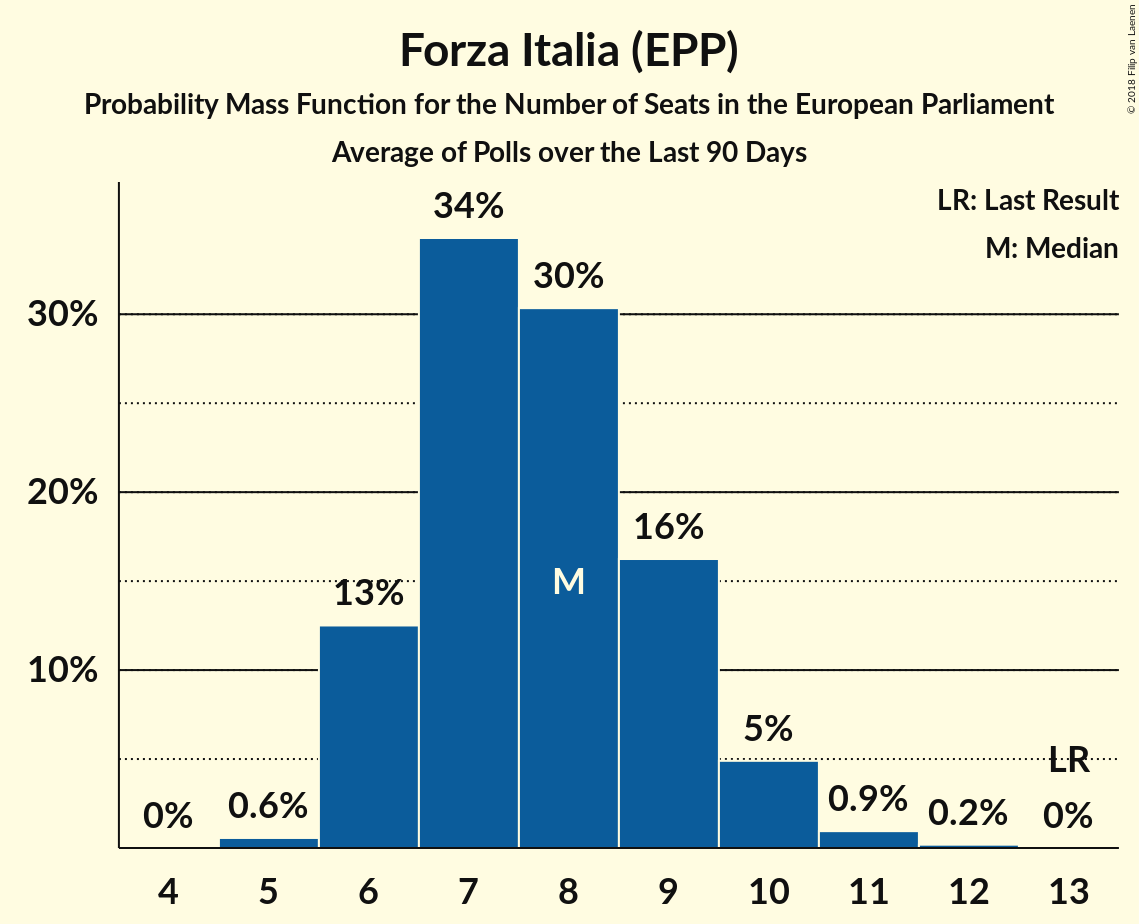 Forza Italia (EPP)
Probability Mass Function for the Number of Seats in the European Parliament
Average of Polls over the Last 90 Days
© 2018 Filip van Laenen
LR: Last Result
M: Median
34%
30%
30%
20%
16%
M
13%
10%
5%
LR
0%
0.6%
0.9%
0.2%
0%
4 5 6 7 8 9 10 11 12 13